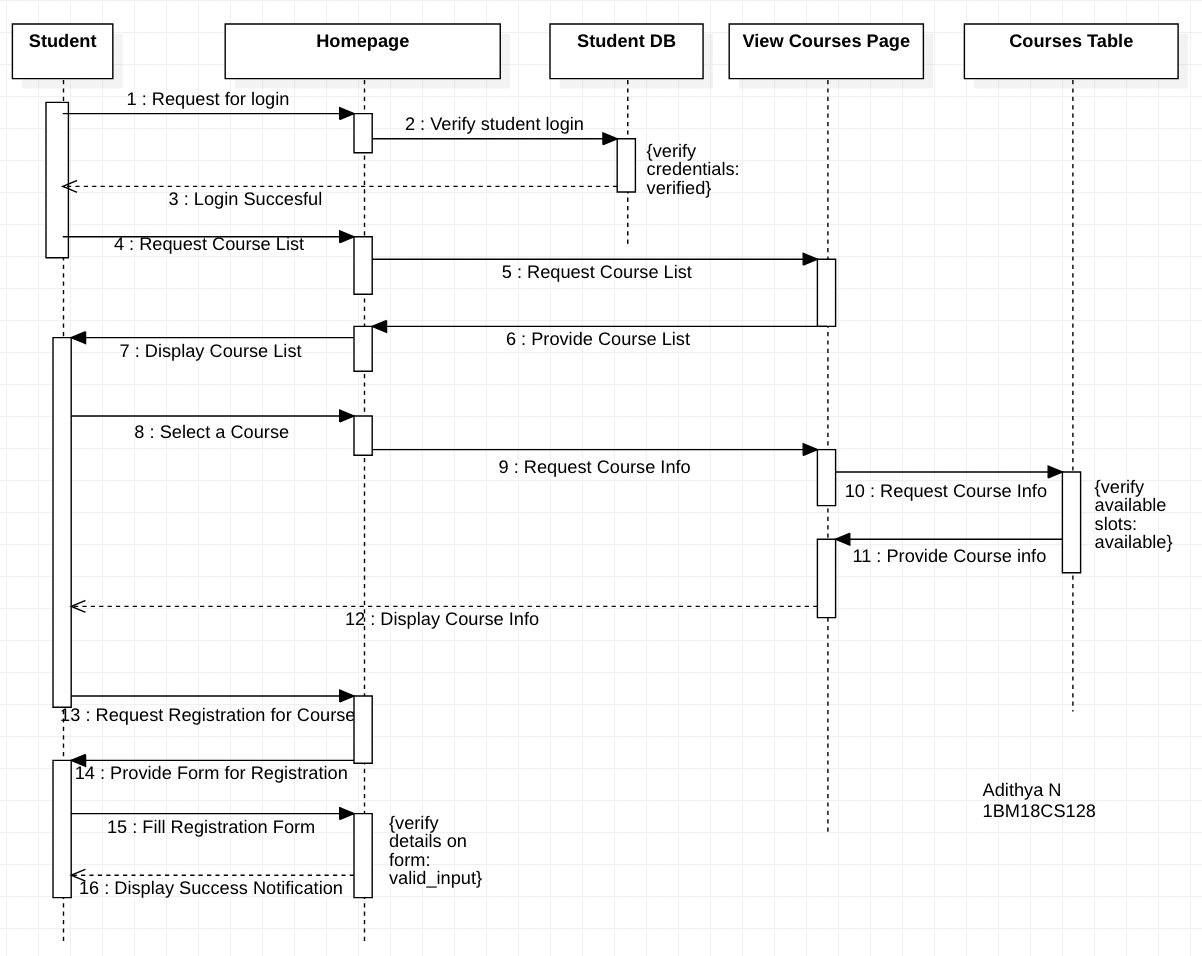 Student
Homepage
Student DB
View Courses Page
Courses Table
1 : Request for login
2 : Verify student login
{verify
credentials:
verified}
3 : Login Succesful
4 : Request Course List
5 : Request Course List
6 : Provide Course List
7 : Display Course List
8 : Select a Course
9 : Request Course Info
10 : Request Course Info
{verify
available
slots:
available}
11 : Provide Course info
12 : Display Course Info
13 : Request Registration for Course
14 : Provide Form for Registration
Adithya N
1BM18CS128
15 : Fill Registration Form
{verify
details on
form:
valid_input}
16 : Display Success Notification